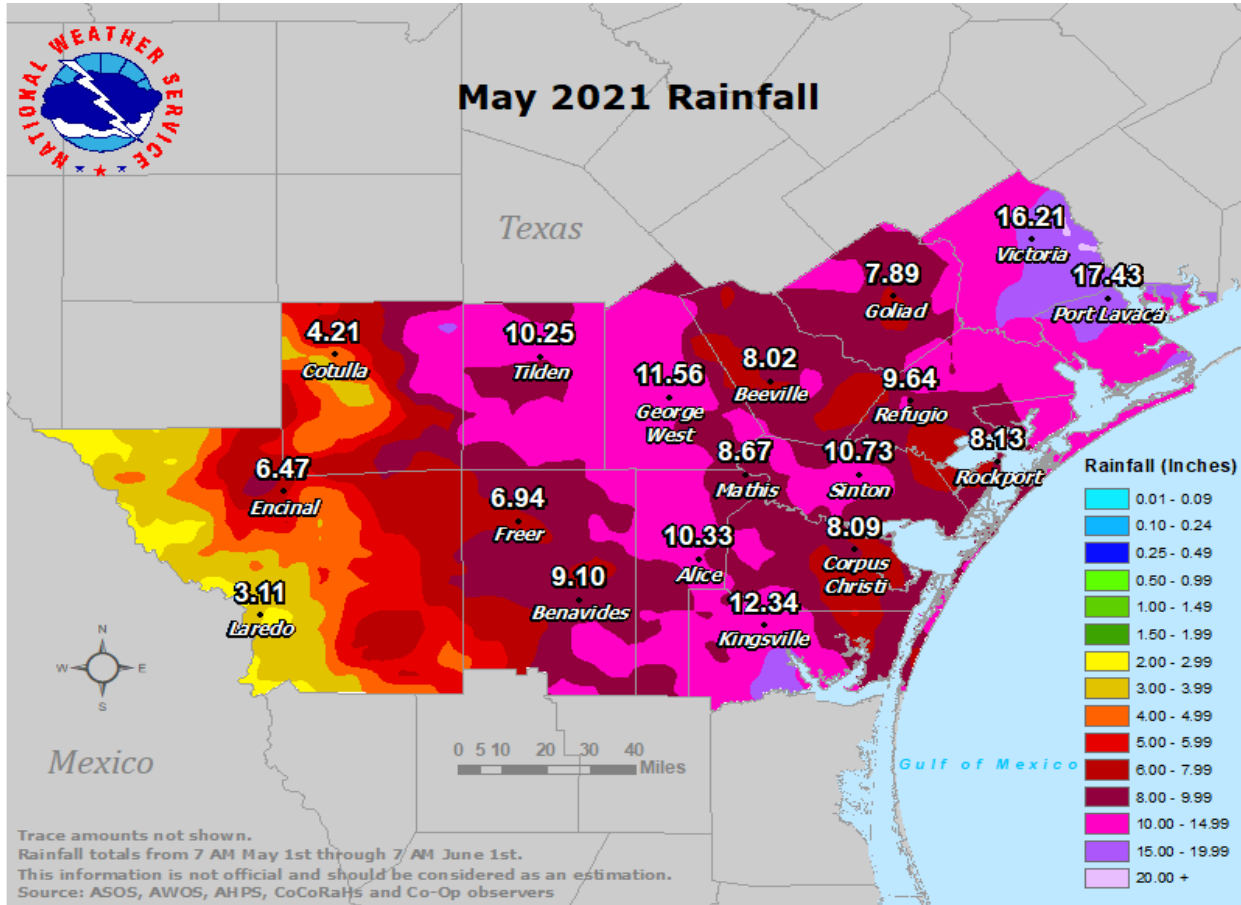 NATIONAL WEATHER SERVICE
May 2021 Rainfall
Texas
16.21
Victoria
17.43
Port Lavaca
7.89
Goliad
4.21
Cotulla
10.25
Tilden
11.56
George
West
8.02
Beeville
9.64
Refugio
8.13
Rockport
6.47
Encinal
8.67
Mathis
10.73
Sinton
6.94
Freer
10.33
Alice
8.09
Corpus
Christi
9.10
Benavides
3.11
Laredo
12.34
Kingsville
N
W E
S
Mexico
0 5 10 20 30 40
Miles
Gulf of Mexico
Rainfall (Inches)
0.01 - 0.09
0.10 - 0.24
0.25 - 0.49
0.50 - 0.99
1.00 - 1.49
1.50 - 1.99
2.00 - 2.99
3.00 - 3.99
4.00 - 4.99
5.00 - 5.99
6.00 - 7.99
8.00 - 9.99
10.00 - 14.99
15.00 - 19.99
20.00 +
Trace amounts not shown.
Rainfall totals from 7 AM May 1st through 7 AM June 1st.
This information is not official and should be considered as an estimation.
Source: ASOS, AWOS, AHPS, CoCoRaHs and Co-Op observers